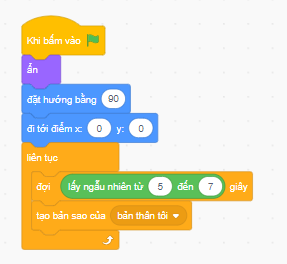 Khi bấm vào
ẩn
đặt hướng bằng 90
đi tới điểm x: 0 y: 0
liên tục
đợi lấy ngẫu nhiên từ 5 đến 7 giây
tạo bản sao của bản thân tôi